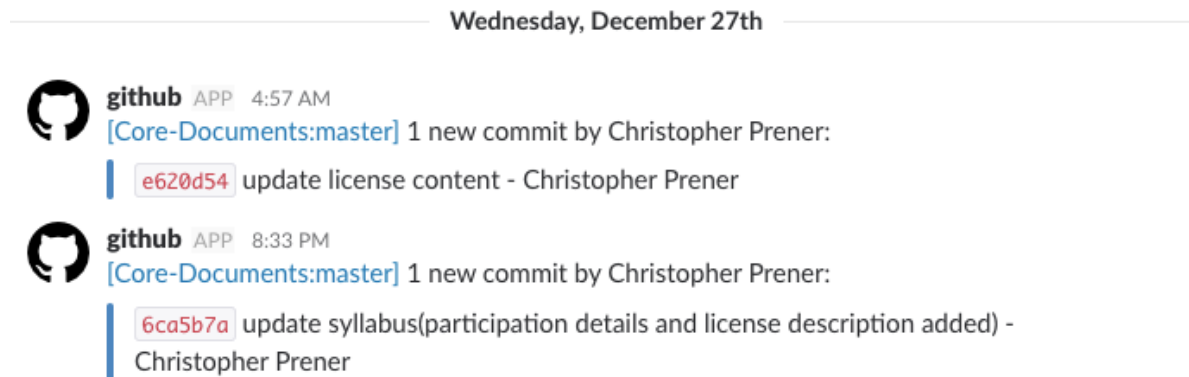 Wednesday, December 27th
github APP 4:57 AM
[Core-Documents:master] 1 new commit by Christopher Prener:
e620d54 update license content - Christopher Prener
github APP 8:33 PM
[Core-Documents:master] 1 new commit by Christopher Prener:
6ca5b7a update syllabus(participation details and license description added) -
Christopher Prener